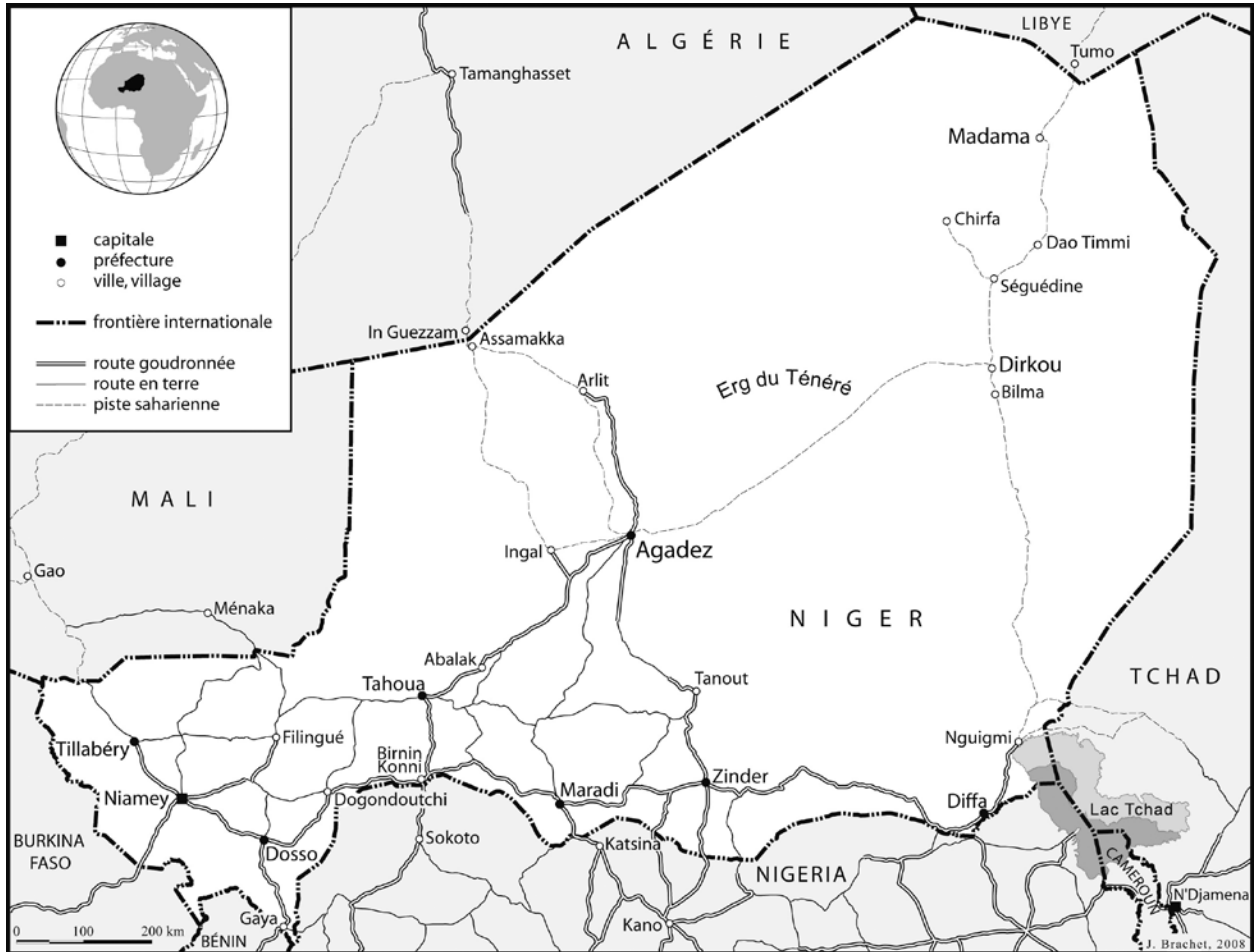 ALGÉRIE
LIBYE
Tumo
Tamanghasset
Madama
capitale
préfecture
ville, village
frontière internationale
route goudronnée
route en terre
piste saharienne
Chirfa
Dao Timmi
Séguédine
In Guezzam
Assamakka
Arlit
Erg du Ténéré
Dirkou
Bilma
MALI
Ingal
Agadez
Gao
Ménaka
NIGER
Abalak
Tahoua
Tanout
TCHAD
Tillabéry
Filingué
Nguigmi
Birnin
Konni
Niamey
Dogondoutchi
Maradi
Zinder
Diffa
Lac Tchad
BURKINA
FASO
Dosso
Sokoto
Katsina
NIGERIA
CAMEROUN
Gaya
BÉNIN
Kano
N'Djamena
0 100 200 km
J. Brachet, 2008